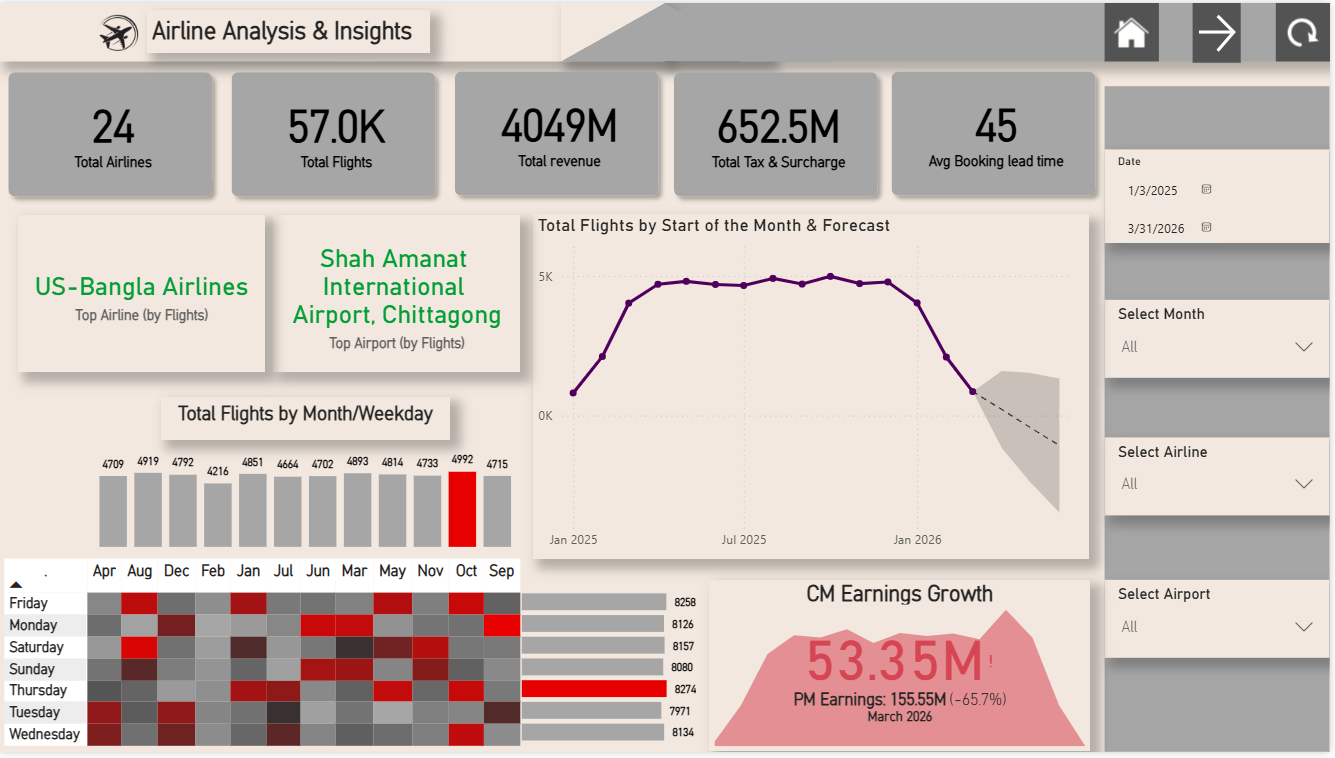 Airline Analysis & Insights
24
Total Airlines
57.0K
Total Flights
4049M
Total revenue
652.5M
Total Tax & Surcharge
45
Avg Booking lead time
Date
1/3/2025
3/31/2026
Select Month
All
Select Airline
All
Select Airport
All
US-Bangla Airlines
Top Airline (by Flights)
Shah Amanat
International
Airport, Chittagong
Top Airport (by Flights)
Total Flights by Start of the Month & Forecast
5K
0K
Jan 2025 Jul 2025 Jan 2026
Total Flights by Month/Weekday
4709 4919 4792 4216 4851 4664 4702 4893 4814 4733 4992 4715
. Apr Aug Dec Feb Jan Jul Jun Mar May Nov Oct Sep
Friday 8258
Monday 8126
Saturday 8157
Sunday 8080
Thursday 8274
Tuesday 7971
Wednesday 8134
CM Earnings Growth
53.35M!
PM Earnings: 155.55M (-65.7%)
March 2026